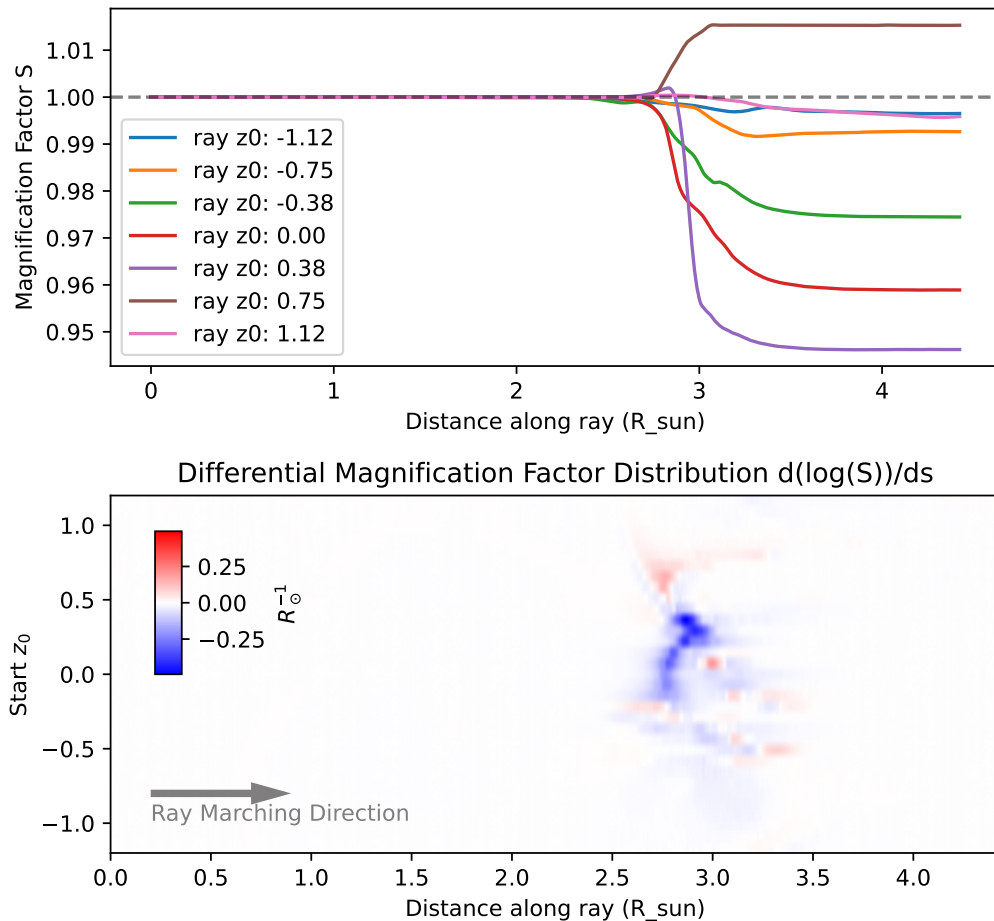 Magnification Factor S
1.01
1.00
0.99
0.98
0.97
0.96
0.95
ray z0: -1.12
ray z0: -0.75
ray z0: -0.38
ray z0: 0.00
ray z0: 0.38
ray z0: 0.75
ray z0: 1.12
0 1 2 3 4
Distance along ray (R_sun)
Differential Magnification Factor Distribution d(log(S))/ds
Start z₀
1.0
0.5
0.0
−0.5
−1.0
0.25
0.00
−0.25
R⊙⁻¹
Ray Marching Direction
0.0 0.5 1.0 1.5 2.0 2.5 3.0 3.5 4.0
Distance along ray (R_sun)